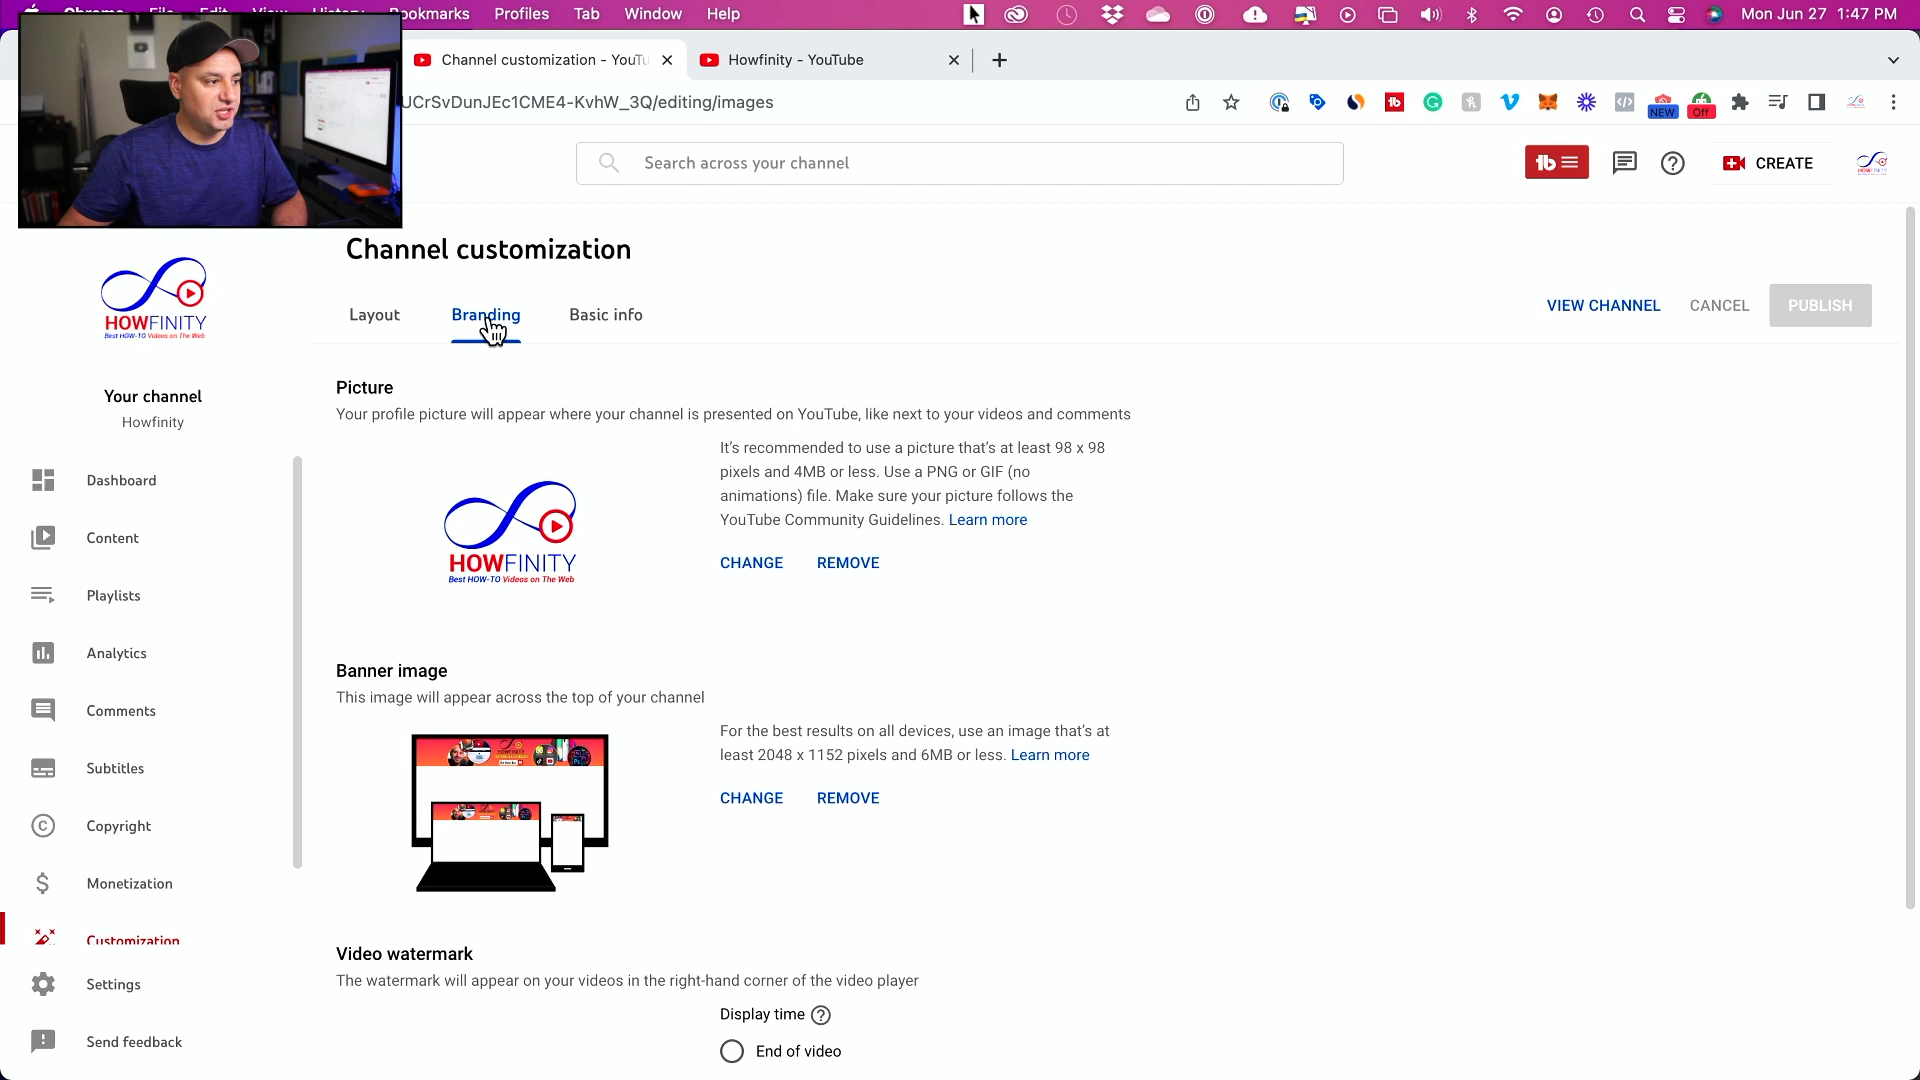 Bookmarks Profiles Tab Window Help
Mon Jun 27 1:47 PM
Channel customization - YouTu
Howfinity - YouTube
UCrSvDunJEc1CME4-KvhW_3Q/editing/images
NEW
Off
Search across your channel
CREATE
Channel customization
Layout
Branding
Basic info
VIEW CHANNEL
CANCEL
PUBLISH
HOWFINITY
Best HOW-TO Videos on The Web
Your channel
Howfinity
Dashboard
Content
Playlists
Analytics
Comments
Subtitles
Copyright
Monetization
Customization
Settings
Send feedback
Picture
Your profile picture will appear where your channel is presented on YouTube, like next to your videos and comments
HOWFINITY
Best HOW-TO Videos on The Web
It's recommended to use a picture that's at least 98 x 98
pixels and 4MB or less. Use a PNG or GIF (no
animations) file. Make sure your picture follows the
YouTube Community Guidelines. Learn more
CHANGE
REMOVE
Banner image
This image will appear across the top of your channel
For the best results on all devices, use an image that's at
least 2048 x 1152 pixels and 6MB or less. Learn more
CHANGE
REMOVE
Video watermark
The watermark will appear on your videos in the right-hand corner of the video player
Display time
End of video